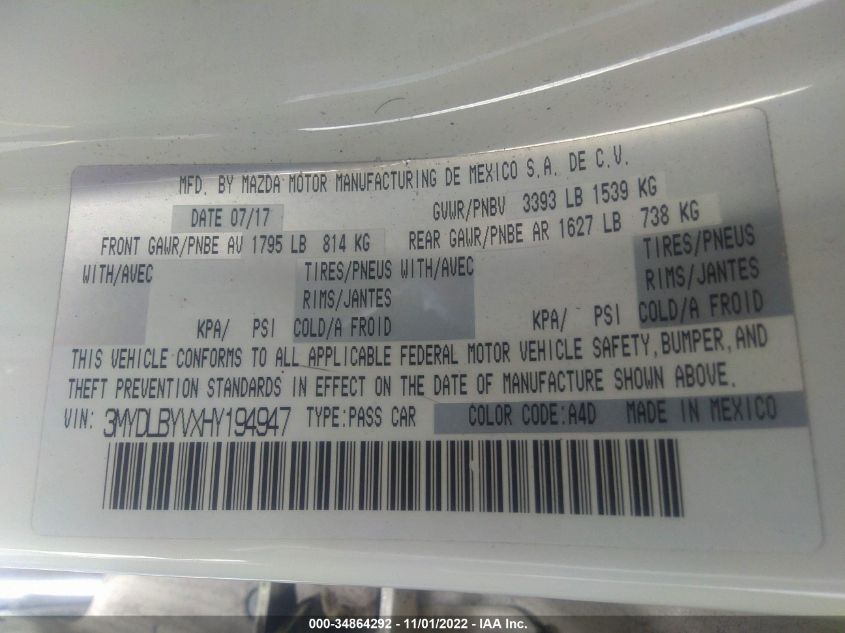 MFD. BY MAZDA MOTOR MANUFACTURING DE MEXICO S.A. DE C.V.
DATE 07/17 GVWR/PNBV 3393 LB 1539 KG
FRONT GAWR/PNBE AV 1795 LB 814 KG REAR GAWR/PNBE AR 1627 LB 738 KG
WITH/AVEC TIRES/PNEUS WITH/AVEC TIRES/PNEUS
RIMS/JANTES RIMS/JANTES
KPA/ PSI COLD/A FROID KPA/ PSI COLD/A FROID
THIS VEHICLE CONFORMS TO ALL APPLICABLE FEDERAL MOTOR VEHICLE SAFETY, BUMPER, AND
THEFT PREVENTION STANDARDS IN EFFECT ON THE DATE OF MANUFACTURE SHOWN ABOVE.
VIN: 3MYDLBYVXHY194947 TYPE:PASS CAR COLOR CODE:A4D MADE IN MEXICO
000-34864292 - 11/01/2022 - IAA Inc.